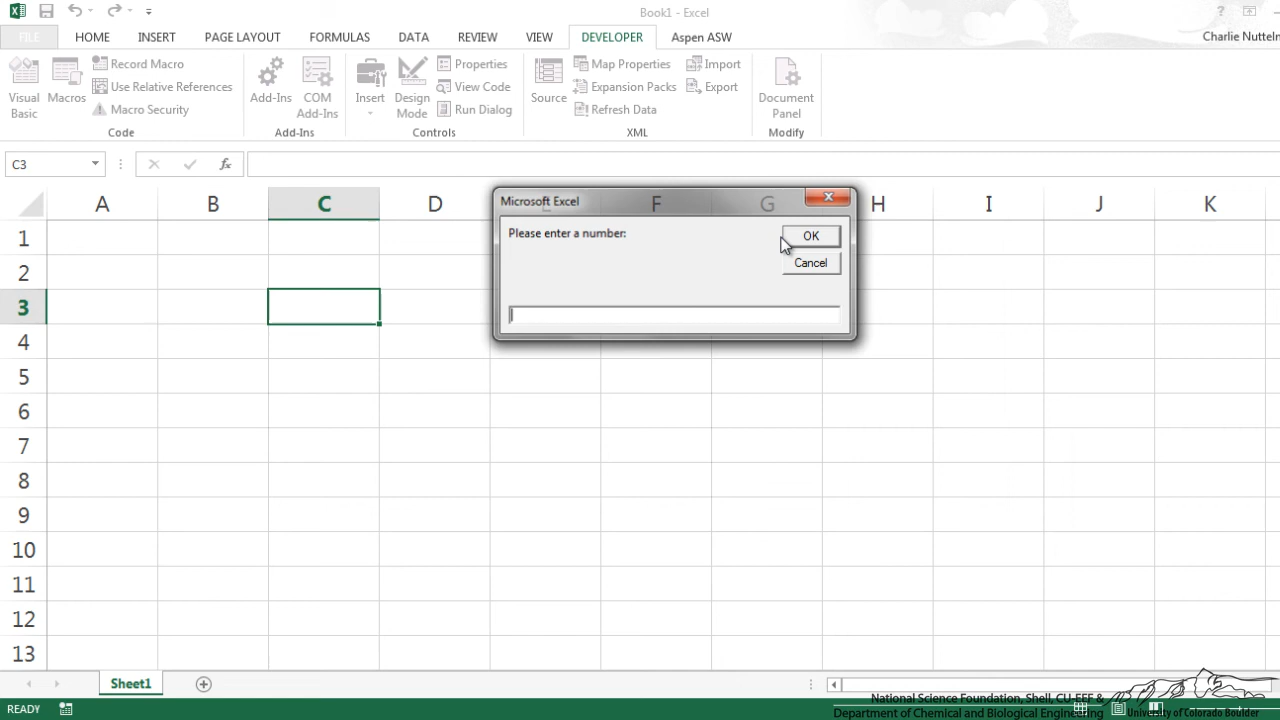 Book1 - Excel
FILE HOME INSERT PAGE LAYOUT FORMULAS DATA REVIEW VIEW DEVELOPER Aspen ASW
Charlie Nutteln
Visual Basic
Macros
Record Macro
Use Relative References
Macro Security
Code
Add-Ins
COM Add-Ins
Add-Ins
Insert
Design Mode
Properties
View Code
Run Dialog
Controls
Source
Map Properties
Expansion Packs
Refresh Data
Import
Export
XML
Document Panel
Modify
C3
fx
A B C D E F G H I J K
Microsoft Excel
Please enter a number:
OK
Cancel
1
2
3
4
5
6
7
8
9
10
11
12
13
Sheet1
READY
National Science Foundation, Shell, CU-EEF &
Department of Chemical and Biological Engineering
University of Colorado Boulder